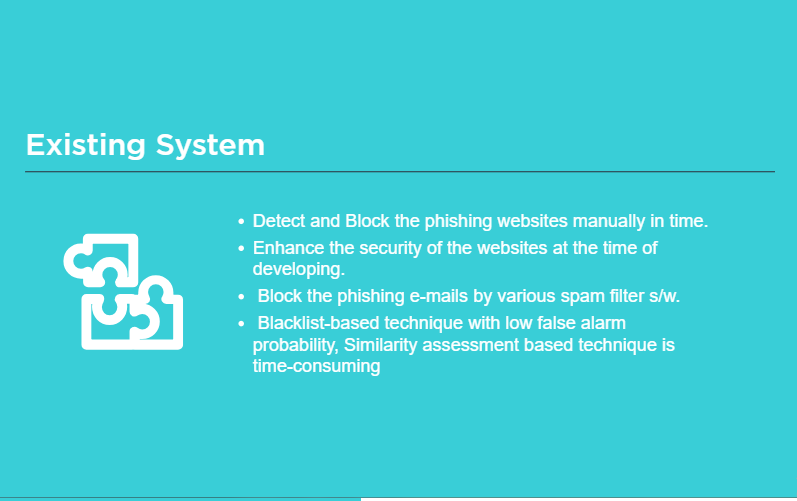 Existing System
• Detect and Block the phishing websites manually in time.
• Enhance the security of the websites at the time of
developing.
• Block the phishing e-mails by various spam filter s/w.
• Blacklist-based technique with low false alarm
probability, Similarity assessment based technique is
time-consuming